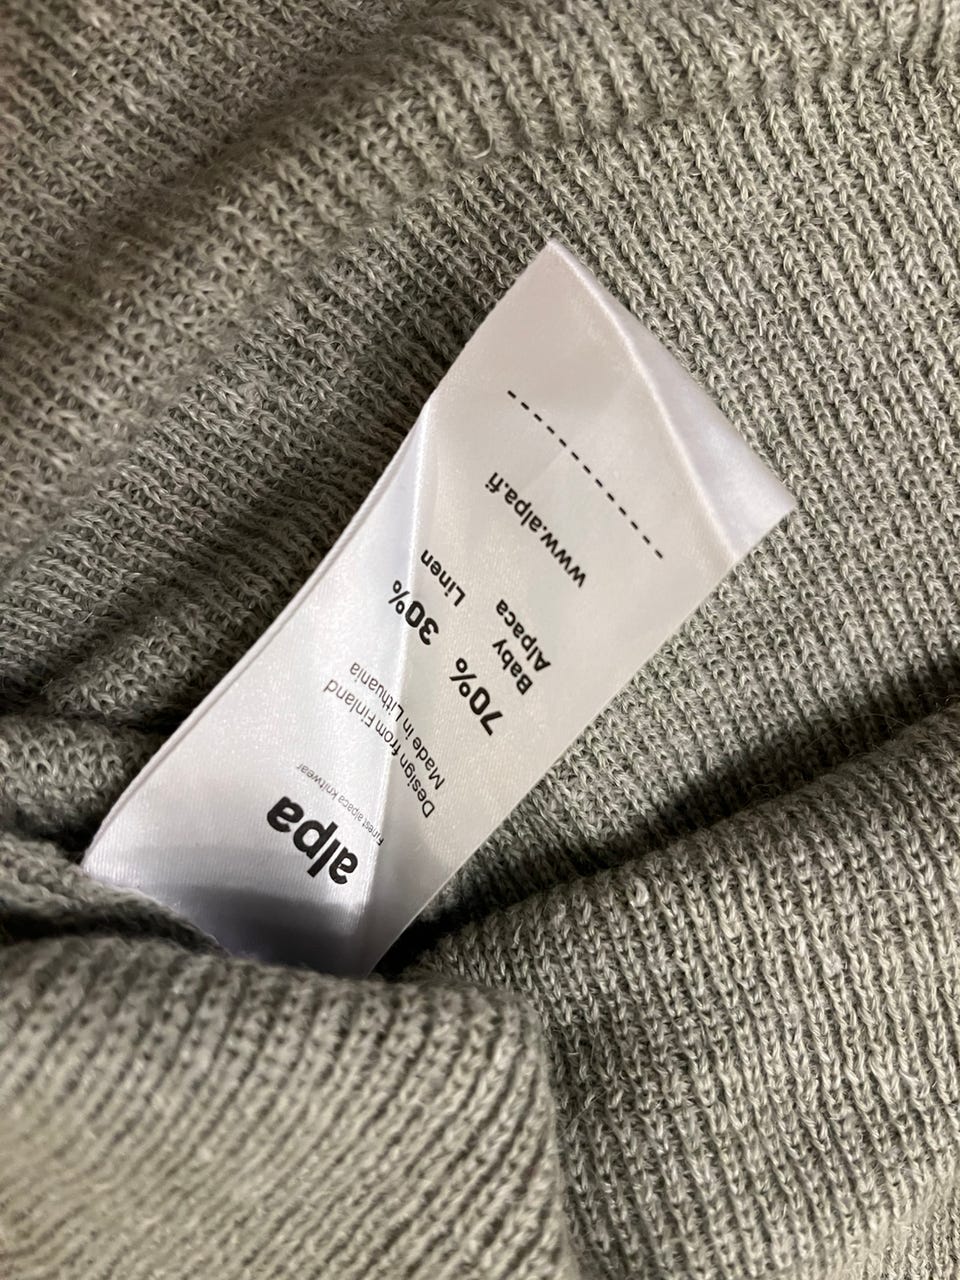 alpa
Finest alpaca knitwear
Design from Finland
Made in Lithuania
70% 30%
Baby Linen
Alpaca
www.alpa.fi